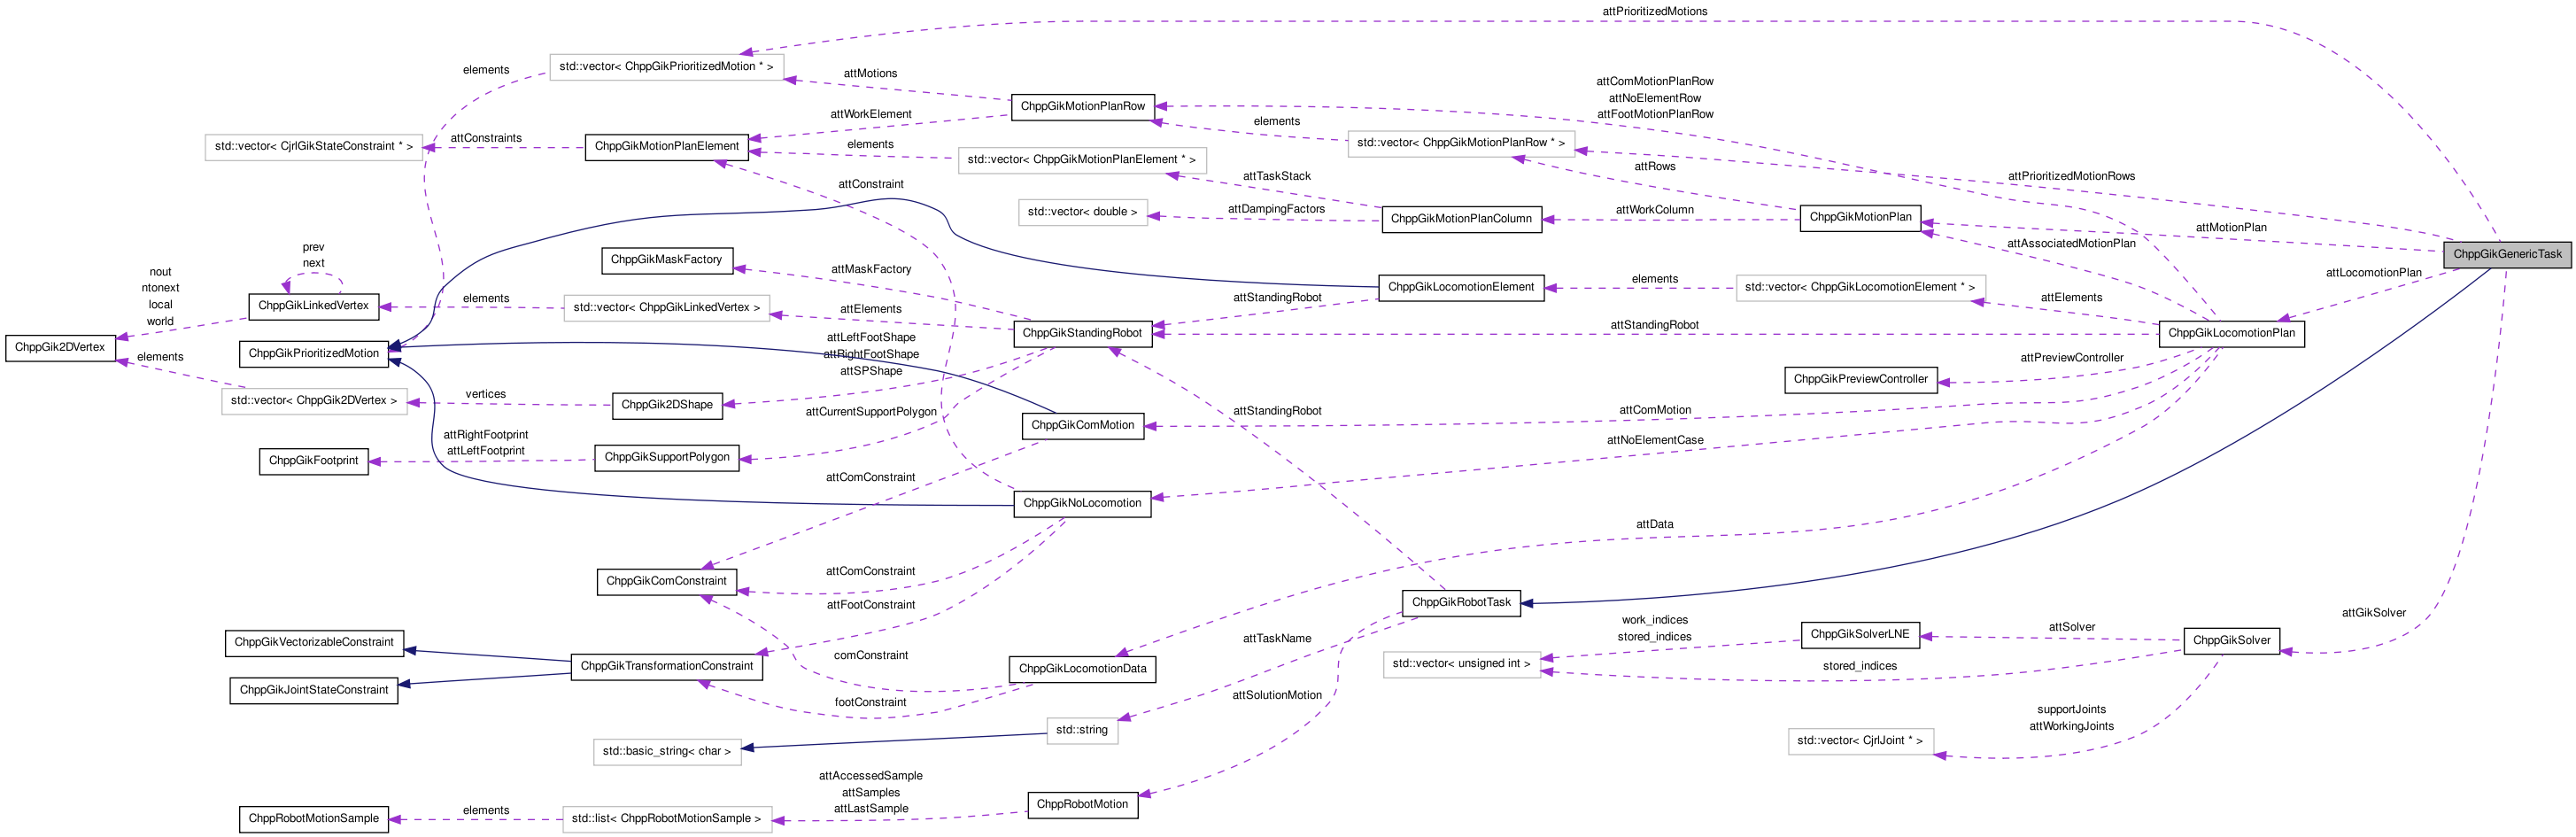 attPrioritizedMotions
std::vector< ChppGikPrioritizedMotion * >
elements
attMotions
attComMotionPlanRow
attNoElementRow
attFootMotionPlanRow
ChppGikMotionPlanRow
attWorkElement
elements
std::vector< CjrlGikStateConstraint * >
attConstraints
ChppGikMotionPlanElement
elements
std::vector< ChppGikMotionPlanElement * >
std::vector< ChppGikMotionPlanRow * >
attRows
attPrioritizedMotionRows
attConstraint
attTaskStack
std::vector< double >
attDampingFactors
ChppGikMotionPlanColumn
attWorkColumn
ChppGikMotionPlan
attMotionPlan
attAssociatedMotionPlan
ChppGikGenericTask
prev
next
ChppGikMaskFactory
attMaskFactory
attLocomotionPlan
nout
ntonext
local
world
ChppGikLinkedVertex
elements
std::vector< ChppGikLinkedVertex >
attElements
attStandingRobot
ChppGikLocomotionElement
elements
std::vector< ChppGikLocomotionElement * >
attElements
ChppGik2DVertex
elements
ChppGikPrioritizedMotion
attLeftFootShape
attRightFootShape
attSPShape
ChppGikStandingRobot
attStandingRobot
ChppGikLocomotionPlan
attPreviewController
ChppGikPreviewController
std::vector< ChppGik2DVertex >
vertices
ChppGik2DShape
attCurrentSupportPolygon
ChppGikComMotion
attStandingRobot
attComMotion
attNoElementCase
ChppGikFootprint
attRightFootprint
attLeftFootprint
ChppGikSupportPolygon
attComConstraint
ChppGikNoLocomotion
attData
ChppGikComConstraint
attComConstraint
attFootConstraint
ChppGikRobotTask
attGikSolver
ChppGikVectorizableConstraint
ChppGikTransformationConstraint
ChppGikJointStateConstraint
comConstraint
footConstraint
ChppGikLocomotionData
attTaskName
attSolutionMotion
work_indices
stored_indices
ChppGikSolverLNE
attSolver
ChppGikSolver
std::vector< unsigned int >
stored_indices
supportJoints
attWorkingJoints
std::vector< CjrlJoint * >
std::string
std::basic_string< char >
attAccessedSample
attSamples
attLastSample
ChppRobotMotion
ChppRobotMotionSample
elements
std::list< ChppRobotMotionSample >